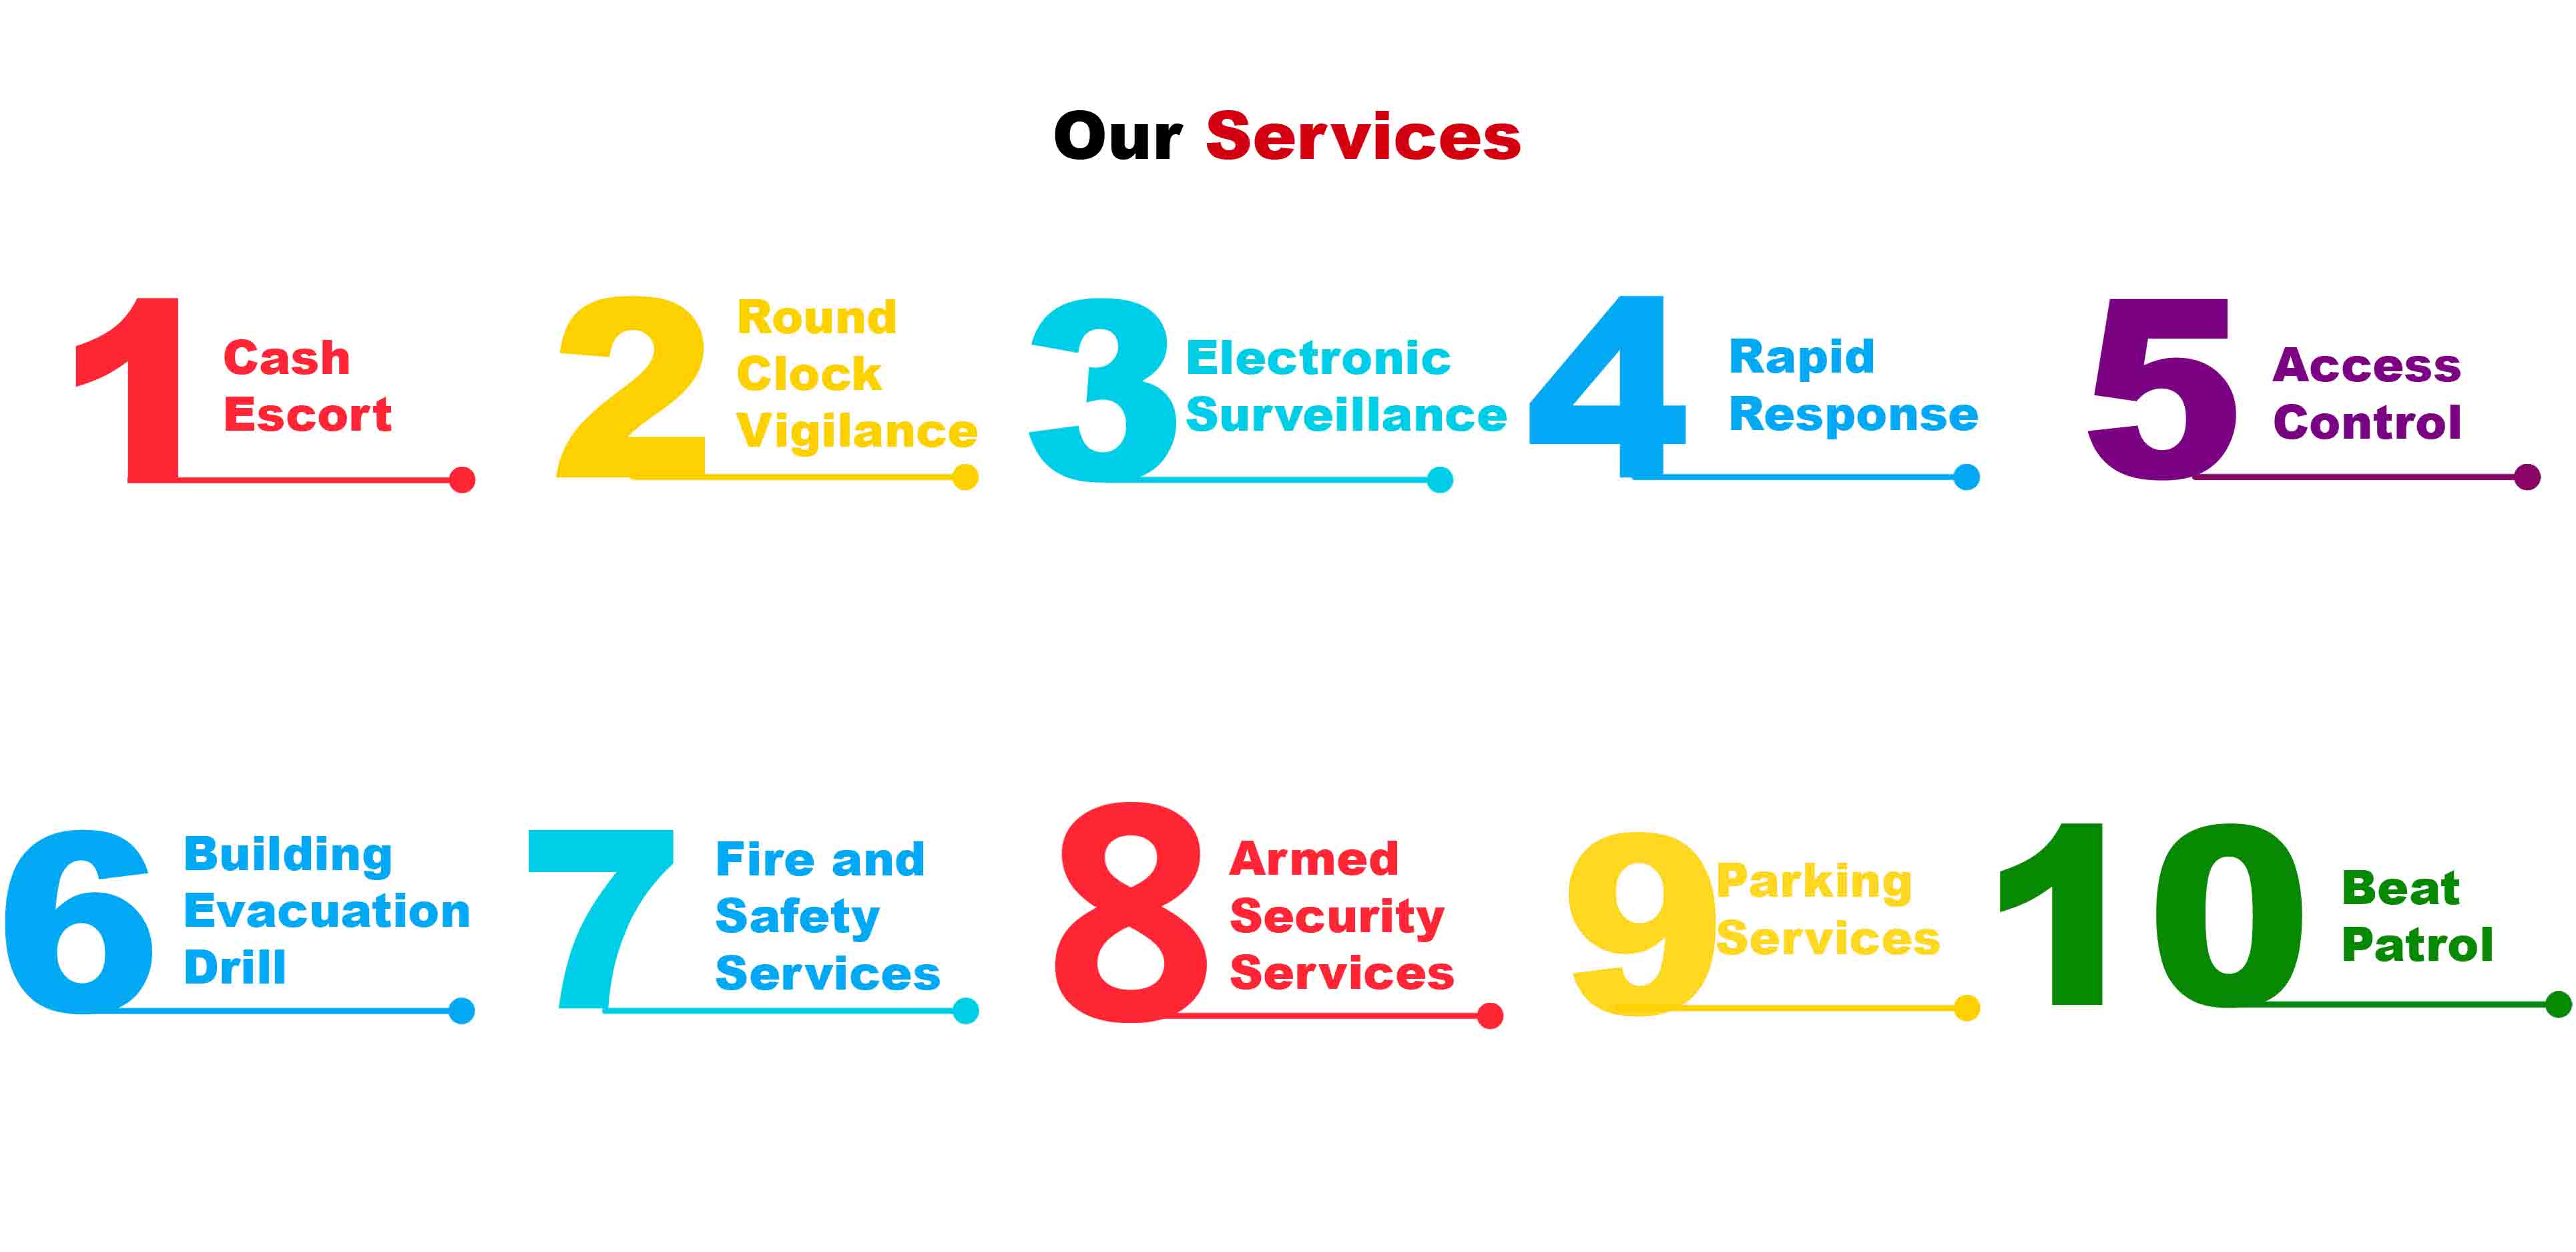 Our Services
1
Cash
Escort
2
Round
Clock
Vigilance
3
Electronic
Surveillance
4
Rapid
Response
5
Access
Control
6
Building
Evacuation
Drill
7
Fire and
Safety
Services
8
Armed
Security
Services
9
Parking
Services
10
Beat
Patrol